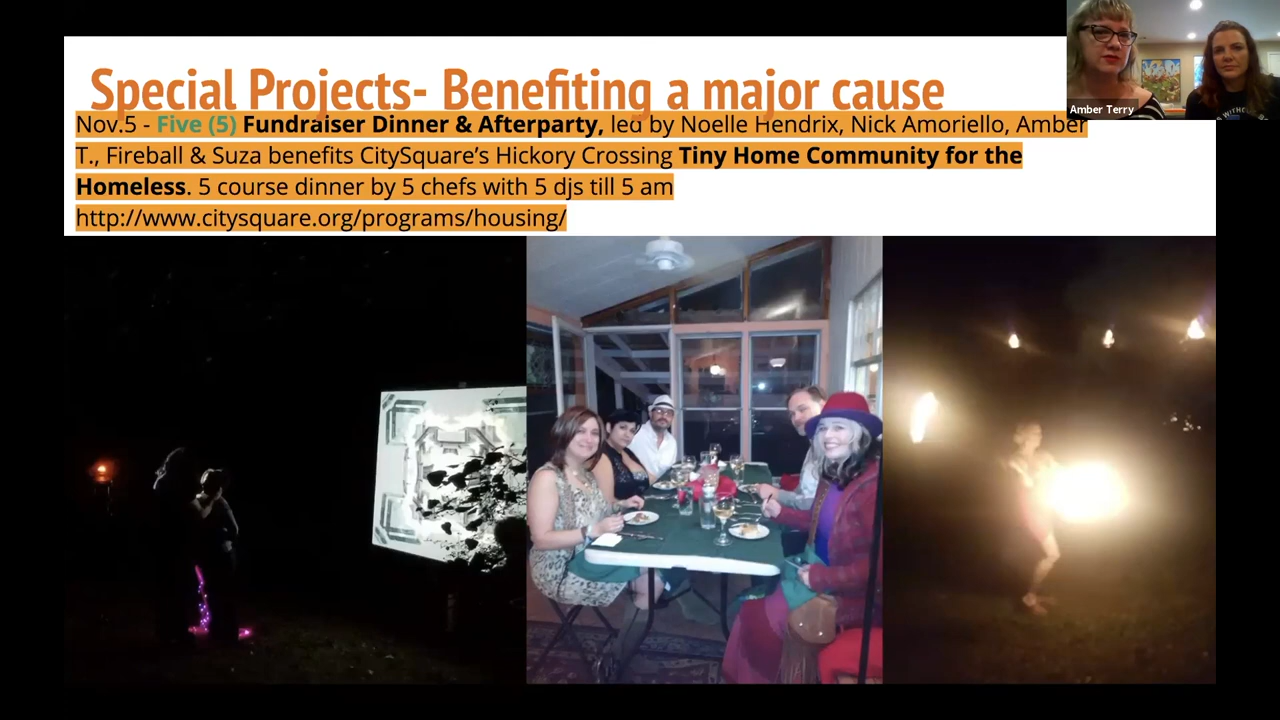 Special Projects- Benefiting a major cause
Amber Terry
Nov.5 - Five (5) Fundraiser Dinner & Afterparty, led by Noelle Hendrix, Nick Amoriello, Amber
T., Fireball & Suza benefits CitySquare's Hickory Crossing Tiny Home Community for the
Homeless. 5 course dinner by 5 chefs with 5 djs till 5 am
http://www.citysquare.org/programs/housing/